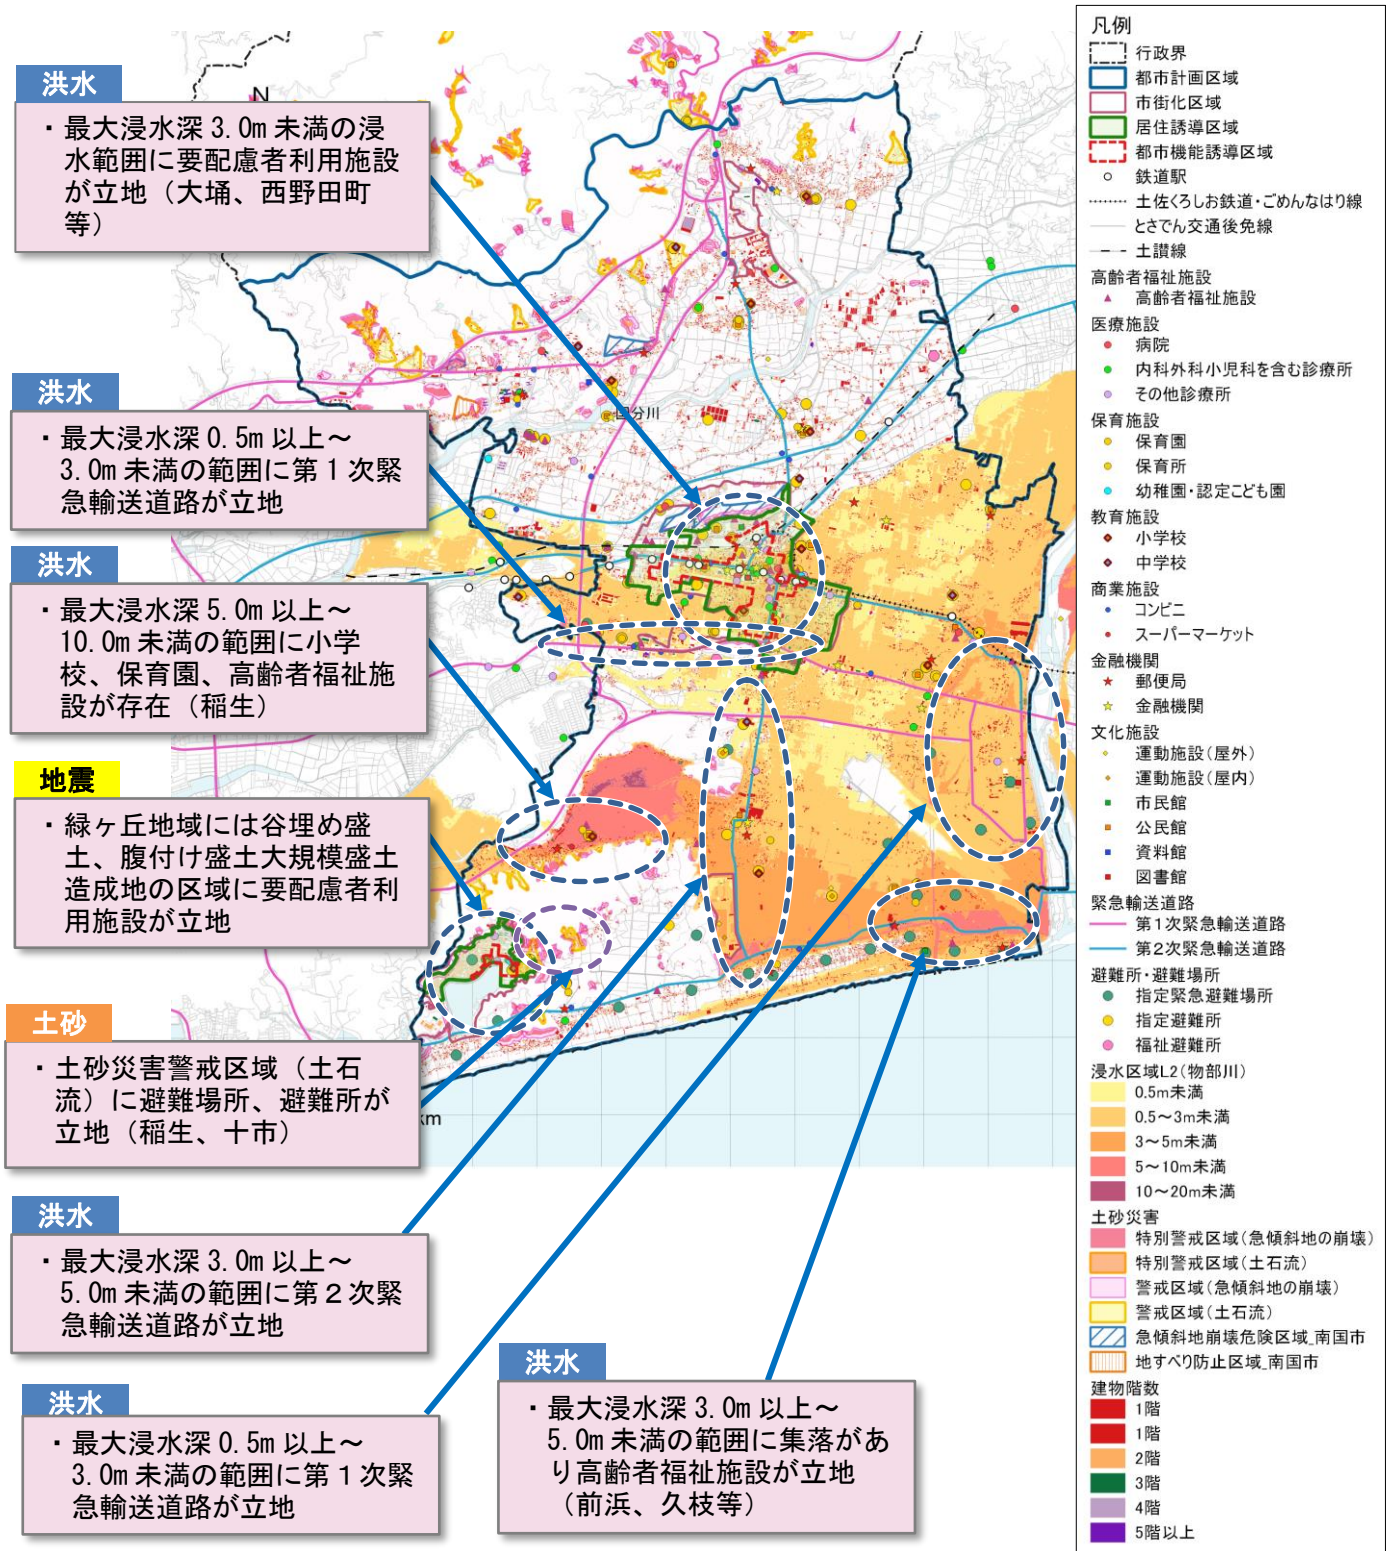 洪水
・最大浸水深 3.0m 未満の浸
水範囲に要配慮者利用施設
が立地（大埇、西野田町
等）
N
洪水
・最大浸水深 0.5m 以上～
3.0m 未満の範囲に第１次緊
急輸送道路が立地
国分川
洪水
・最大浸水深 5.0m 以上～
10.0m 未満の範囲に小学
校、保育園、高齢者福祉施
設が存在（稲生）
地震
・緑ヶ丘地域には谷埋め盛
土、腹付け盛土大規模盛土
造成地の区域に要配慮者利
用施設が立地
土砂
・土砂災害警戒区域（土石
流）に避難場所、避難所が
立地（稲生、十市）
km
洪水
・最大浸水深 3.0m 以上～
5.0m 未満の範囲に第２次緊
急輸送道路が立地
洪水
・最大浸水深 0.5m 以上～
3.0m 未満の範囲に第１次緊
急輸送道路が立地
洪水
・最大浸水深 3.0m 以上～
5.0m 未満の範囲に集落があ
り高齢者福祉施設が立地
（前浜、久枝等）
凡例
行政界
都市計画区域
市街化区域
居住誘導区域
都市機能誘導区域
鉄道駅
土佐くろしお鉄道・ごめんなはり線
とさでん交通後免線
土讃線
高齢者福祉施設
高齢者福祉施設
医療施設
病院
内科外科小児科を含む診療所
その他診療所
保育施設
保育園
保育所
幼稚園・認定こども園
教育施設
小学校
中学校
商業施設
コンビニ
スーパーマーケット
金融機関
郵便局
金融機関
文化施設
運動施設（屋外）
運動施設（屋内）
市民館
公民館
資料館
図書館
緊急輸送道路
第１次緊急輸送道路
第２次緊急輸送道路
避難所・避難場所
指定緊急避難場所
指定避難所
福祉避難所
浸水区域L2（物部川）
0.5m未満
0.5～3m未満
3～5m未満
5～10m未満
10～20m未満
土砂災害
特別警戒区域（急傾斜地の崩壊）
特別警戒区域（土石流）
警戒区域（急傾斜地の崩壊）
警戒区域（土石流）
急傾斜地崩壊危険区域_南国市
地すべり防止区域_南国市
建物階数
1階
1階
2階
3階
4階
5階以上